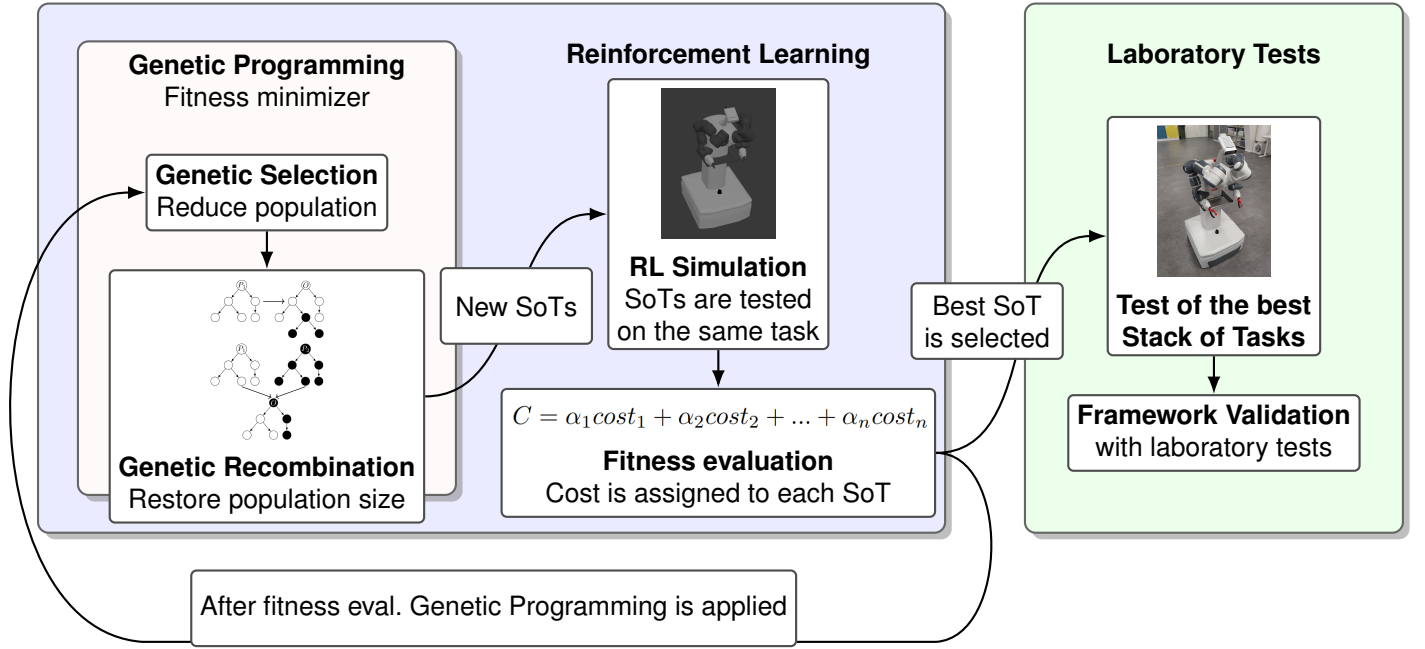 Genetic Programming
Fitness minimizer
Genetic Selection
Reduce population
Genetic Recombination
Restore population size
New SoTs
Reinforcement Learning
RL Simulation
SoTs are tested
on the same task
C = α₁cost₁ + α₂cost₂ + ... + αₙcostₙ
Fitness evaluation
Cost is assigned to each SoT
After fitness eval. Genetic Programming is applied
Best SoT
is selected
Laboratory Tests
Test of the best
Stack of Tasks
Framework Validation
with laboratory tests